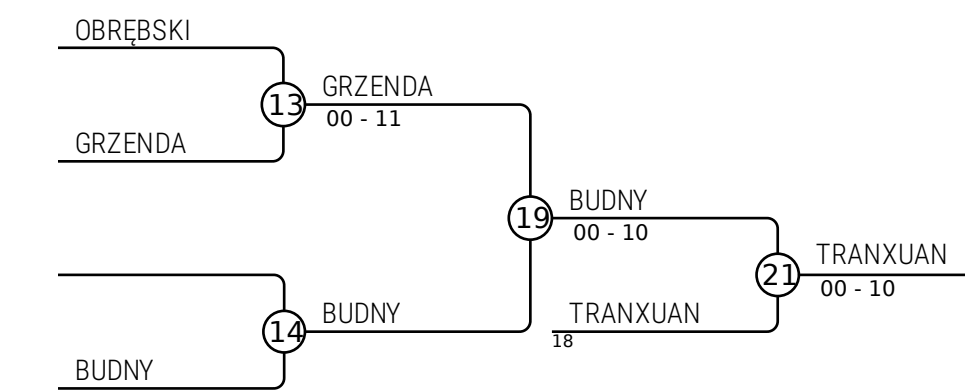 OBRĘBSKI
13
GRZENDA
00 - 11
GRZENDA
19
BUDNY
00 - 10
21
TRANXUAN
00 - 10
14
BUDNY
TRANXUAN
18
BUDNY